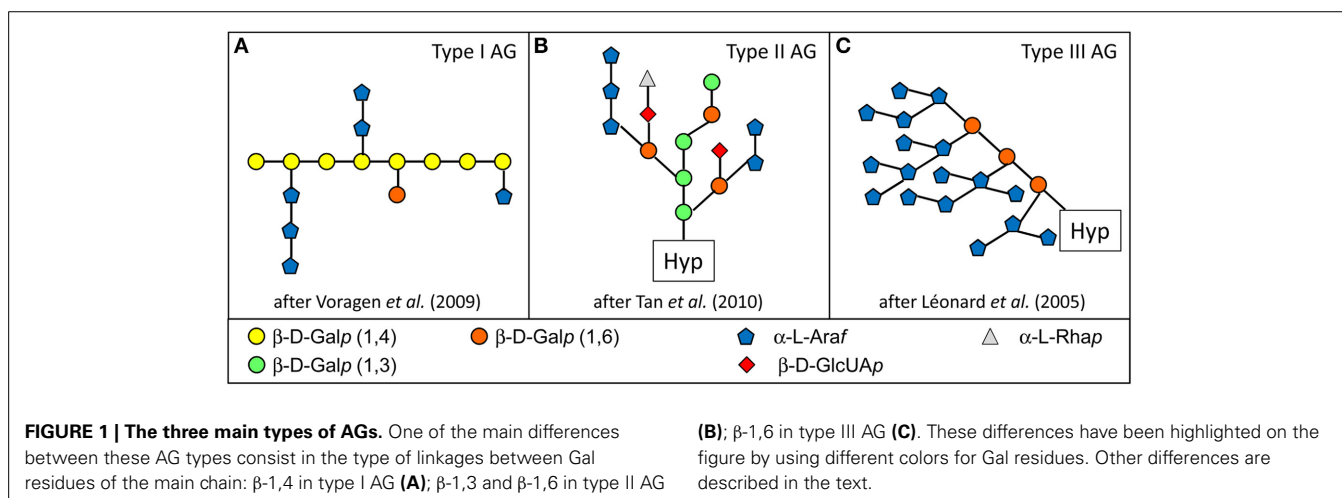 A
Type I AG
after Voragen et al. (2009)
B
Type II AG
Hyp
after Tan et al. (2010)
C
Type III AG
Hyp
after Léonard et al. (2005)
β-D-Galp (1,4)
β-D-Galp (1,6)
α-L-Araf
α-L-Rhap
β-D-Galp (1,3)
β-D-GlcUAp
FIGURE 1 | The three main types of AGs. One of the main differences
between these AG types consist in the type of linkages between Gal
residues of the main chain: β-1,4 in type I AG (A); β-1,3 and β-1,6 in type II AG
(B); β-1,6 in type III AG (C). These differences have been highlighted on the
figure by using different colors for Gal residues. Other differences are
described in the text.